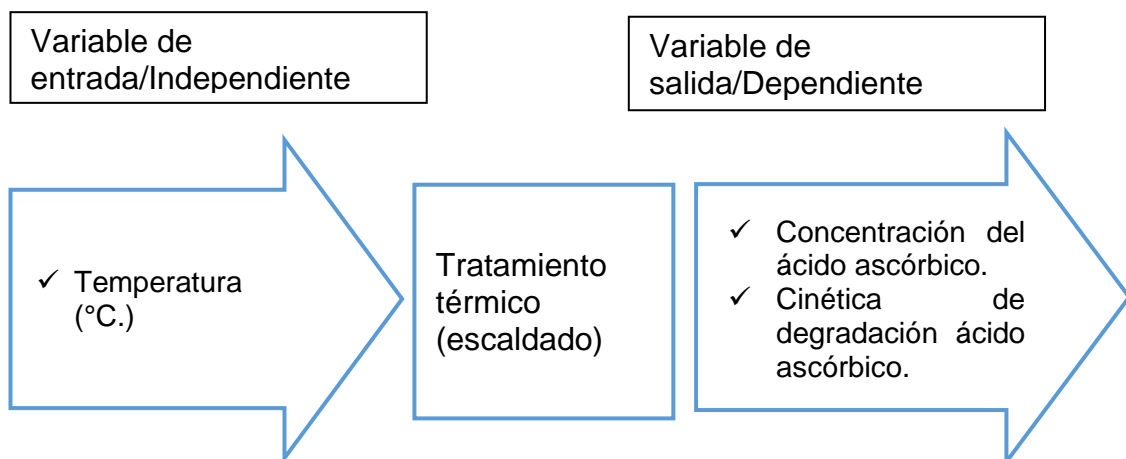 Variable de
entrada/Independiente
Variable de
salida/Dependiente
✓ Temperatura
(°C.)
Tratamiento
térmico
(escaldado)
✓ Concentración del
ácido ascórbico.
✓ Cinética de
degradación ácido
ascórbico.